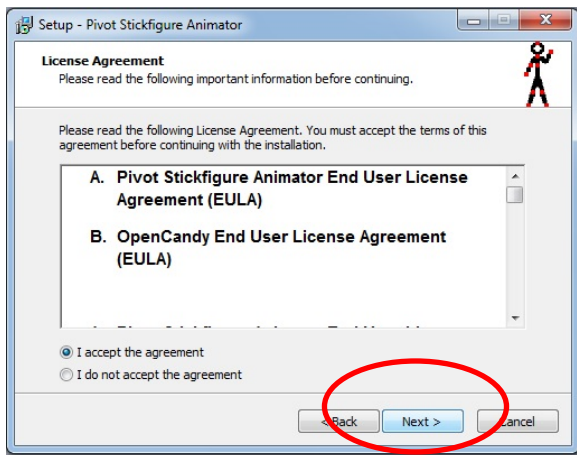 Setup - Pivot Stickfigure Animator
License Agreement
Please read the following important information before continuing.
Please read the following License Agreement. You must accept the terms of this
agreement before continuing with the installation.
A. Pivot Stickfigure Animator End User License
Agreement (EULA)
B. OpenCandy End User License Agreement
(EULA)
I accept the agreement
I do not accept the agreement
< Back Next > Cancel